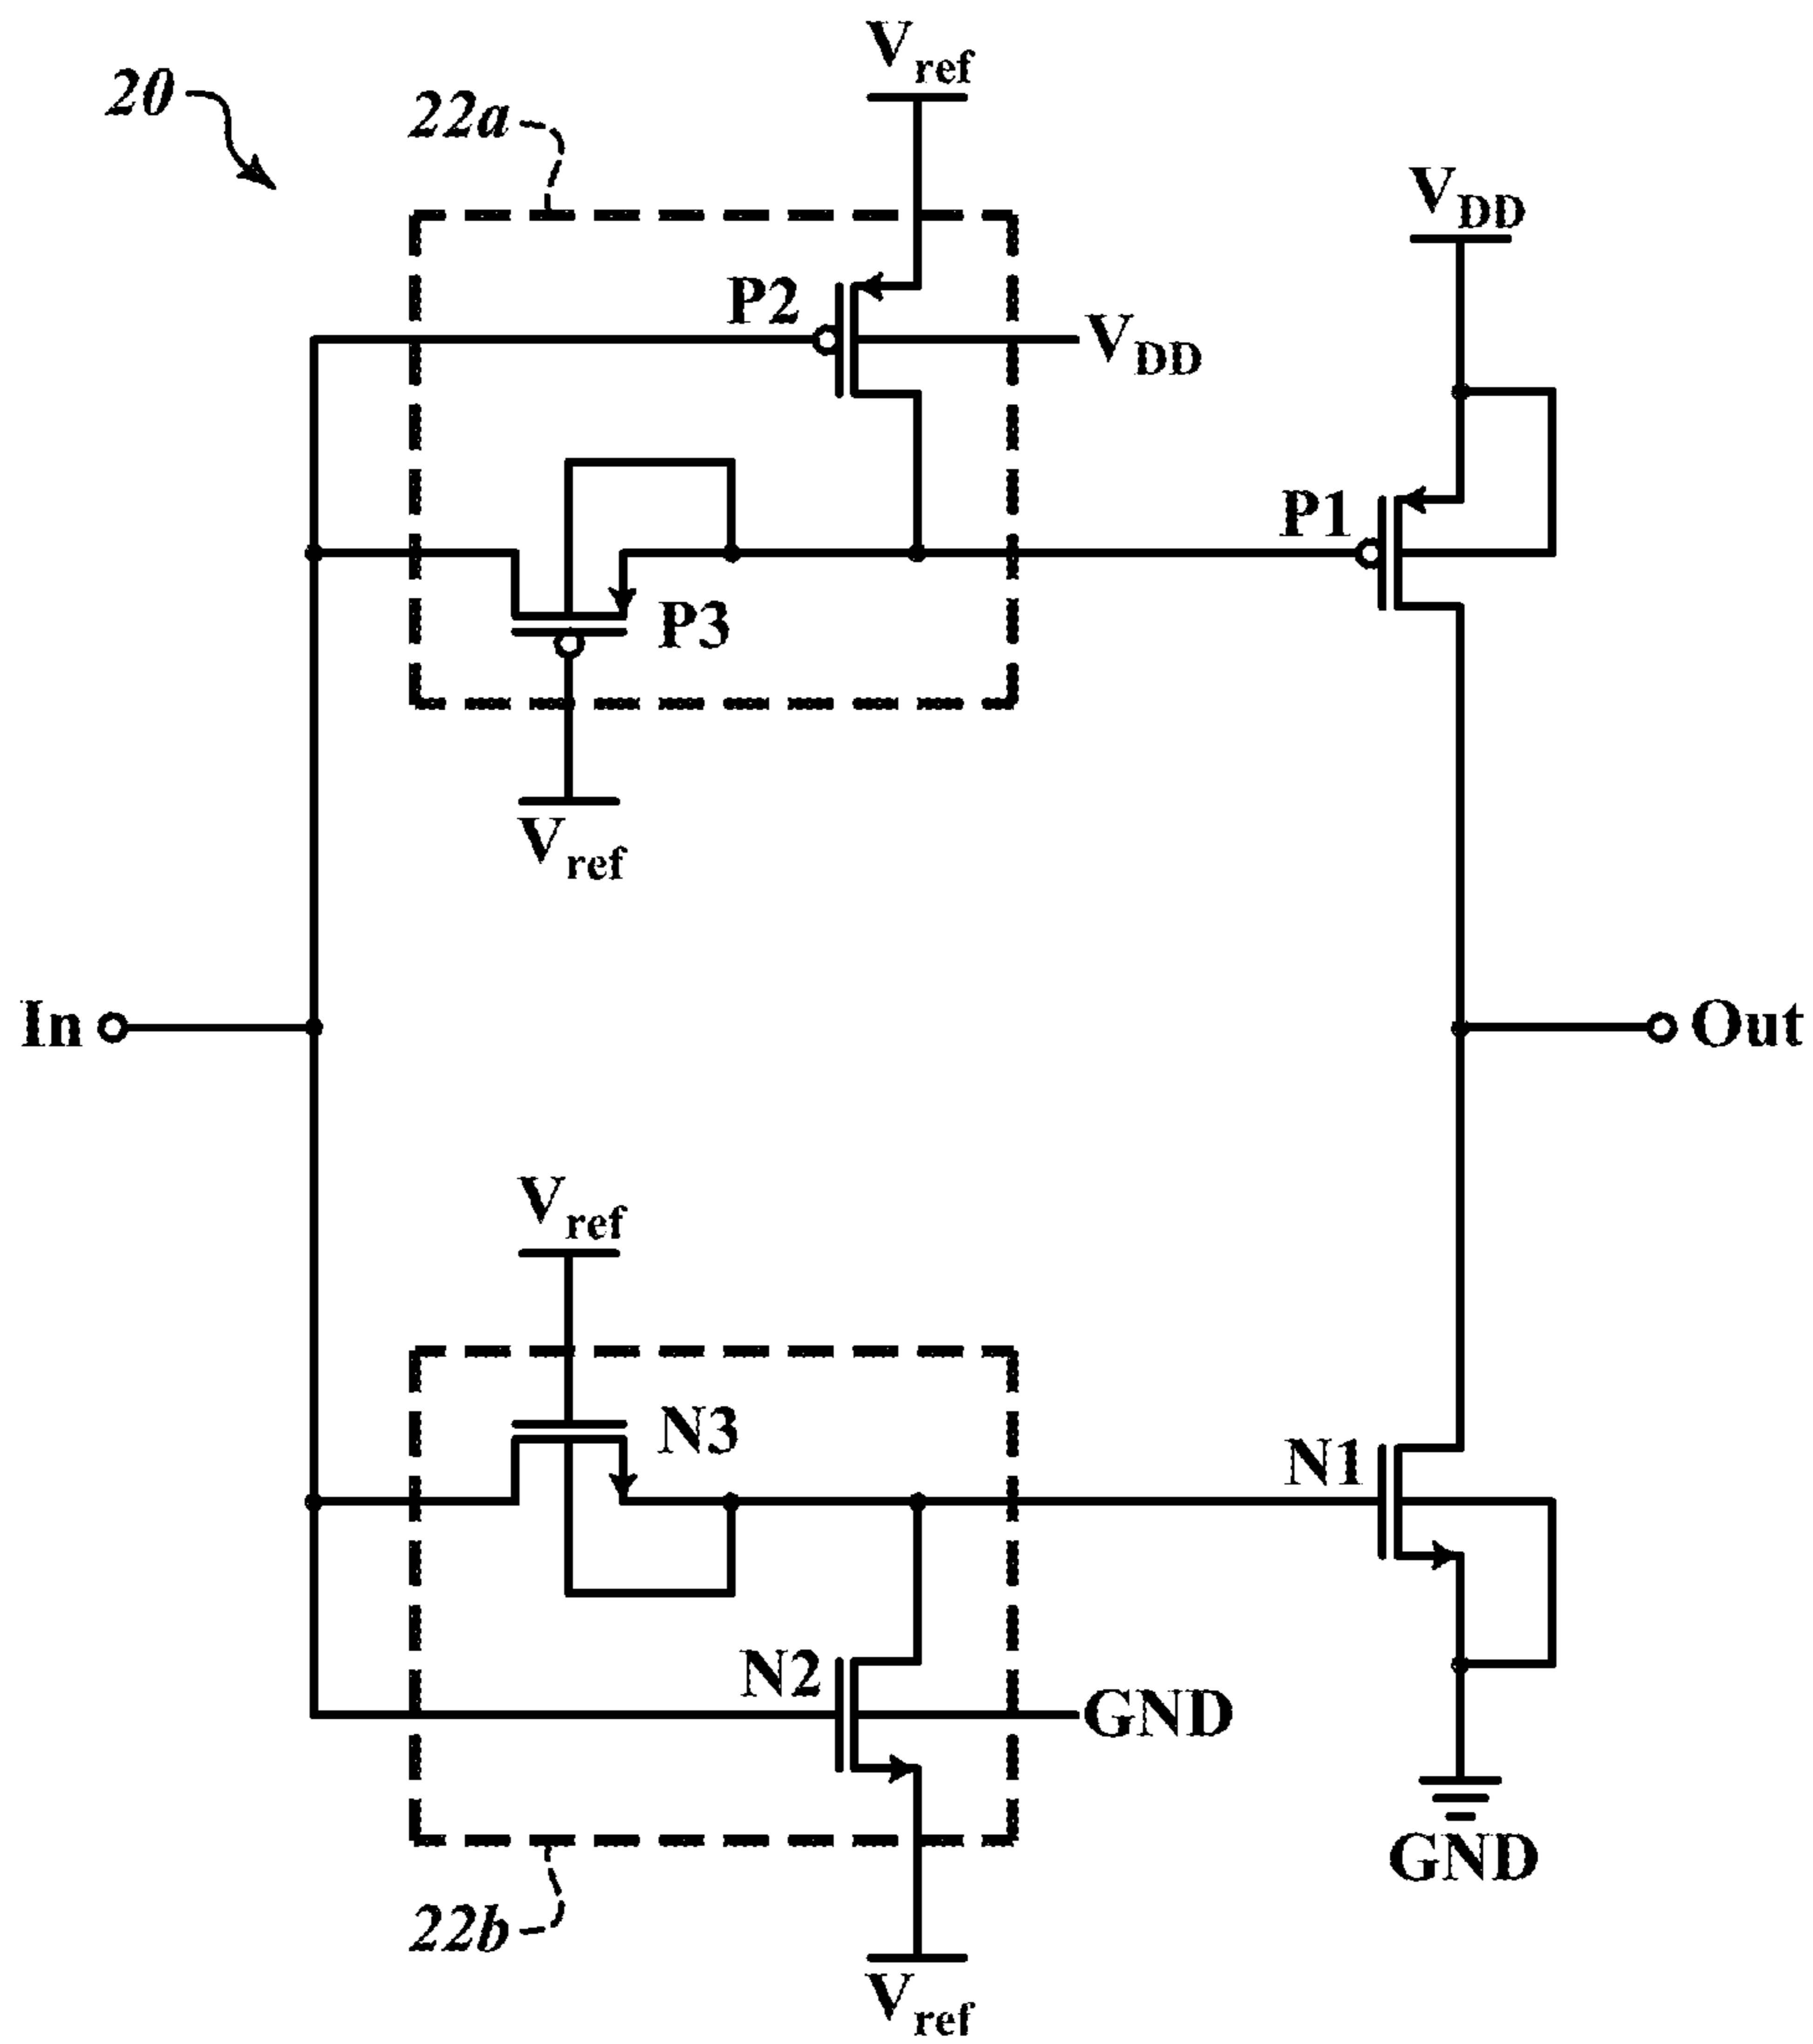 20
22a
Vref
VDD
P2
VDD
P1
P3
Vref
In
Out
Vref
N3
N1
N2
GND
GND
22b
Vref